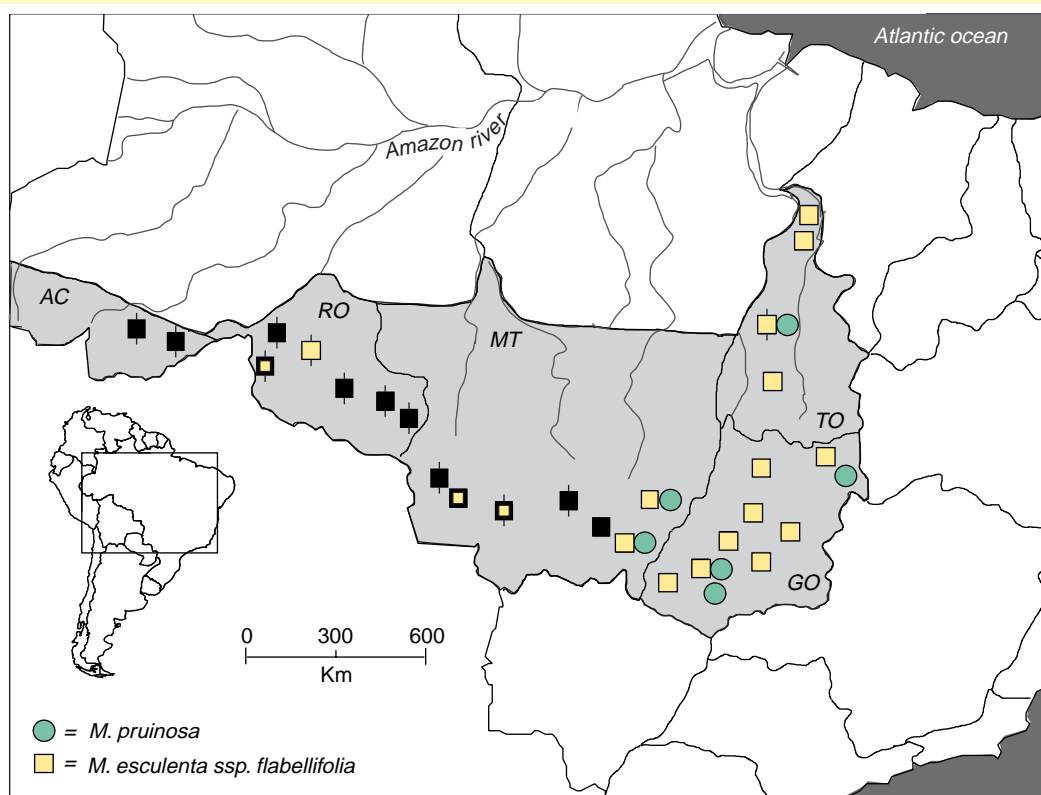 Atlantic ocean
Amazon river
AC
RO
MT
TO
GO
0 300 600
Km
= M. pruinosa
= M. esculenta ssp. flabellifolia